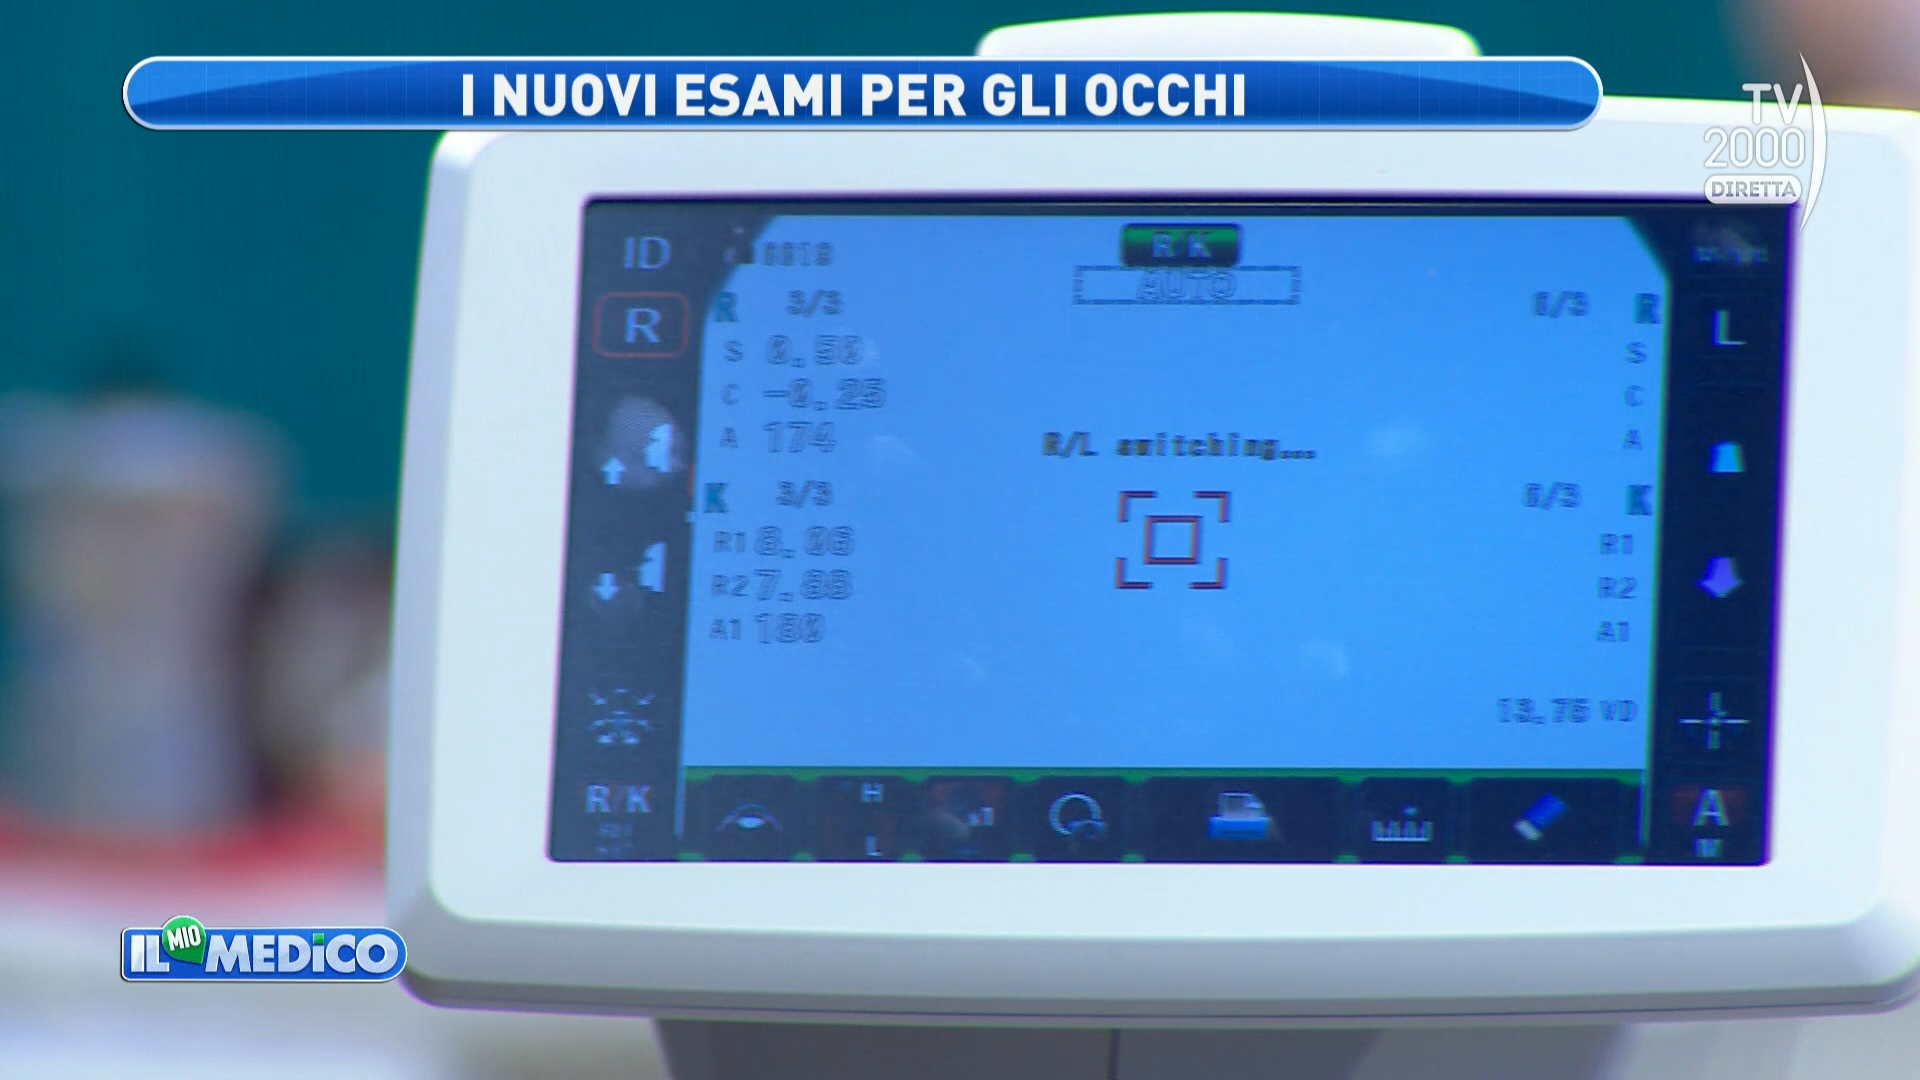 I NUOVI ESAMI PER GLI OCCHI
TV
2000
DIRETTA
ID
R/K
AUTO
R
R 3/3
0/3 R
L
S 0.50
S
C -0.25
C
A 174
A
R/L switching...
K 3/3
0/3 K
R1
R1
R2 7.88
R2
A1 180
A1
13.75 VD
R/K
H
L
x1
A
M
IL MIO MEDICO